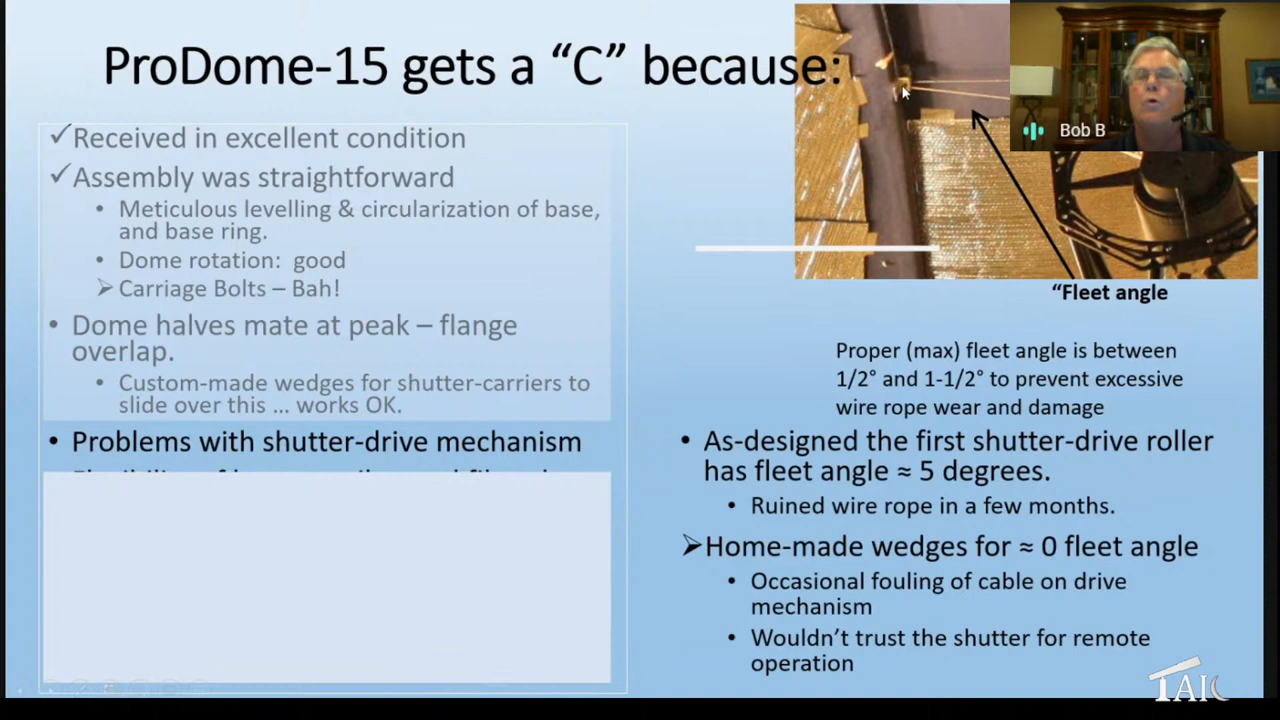 ProDome-15 gets a “C” because:
✓Received in excellent condition
✓Assembly was straightforward
• Meticulous levelling & circularization of base,
and base ring.
• Dome rotation: good
➢Carriage Bolts – Bah!
• Dome halves mate at peak – flange
overlap.
• Custom-made wedges for shutter-carriers to
slide over this ... works OK.
• Problems with shutter-drive mechanism
Bob B
“Fleet angle
Proper (max) fleet angle is between
1/2° and 1-1/2° to prevent excessive
wire rope wear and damage
• As-designed the first shutter-drive roller
has fleet angle ≈ 5 degrees.
• Ruined wire rope in a few months.
➢Home-made wedges for ≈ 0 fleet angle
• Occasional fouling of cable on drive
mechanism
• Wouldn’t trust the shutter for remote
operation
TAIC